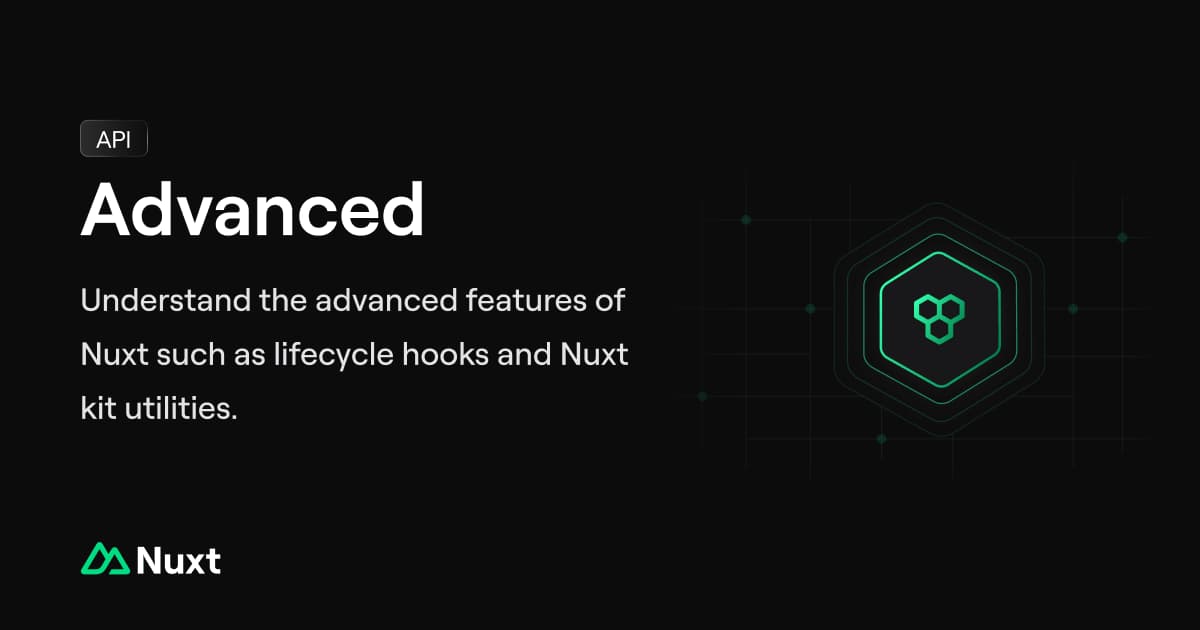 API
Advanced
Understand the advanced features of
Nuxt such as lifecycle hooks and Nuxt
kit utilities.
Nuxt